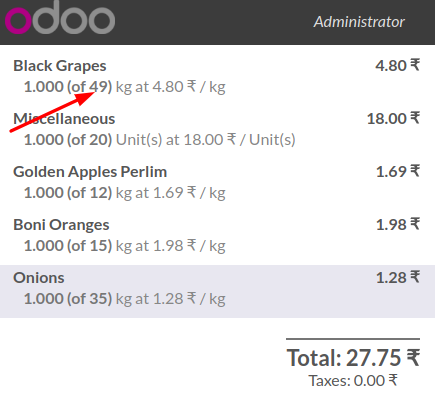 odoo
Administrator
Black Grapes 4.80 ₹
1.000 (of 49) kg at 4.80 ₹ / kg
Miscellaneous 18.00 ₹
1.000 (of 20) Unit(s) at 18.00 ₹ / Unit(s)
Golden Apples Perlim 1.69 ₹
1.000 (of 12) kg at 1.69 ₹ / kg
Boni Oranges 1.98 ₹
1.000 (of 15) kg at 1.98 ₹ / kg
Onions 1.28 ₹
1.000 (of 35) kg at 1.28 ₹ / kg
Total: 27.75 ₹
Taxes: 0.00 ₹